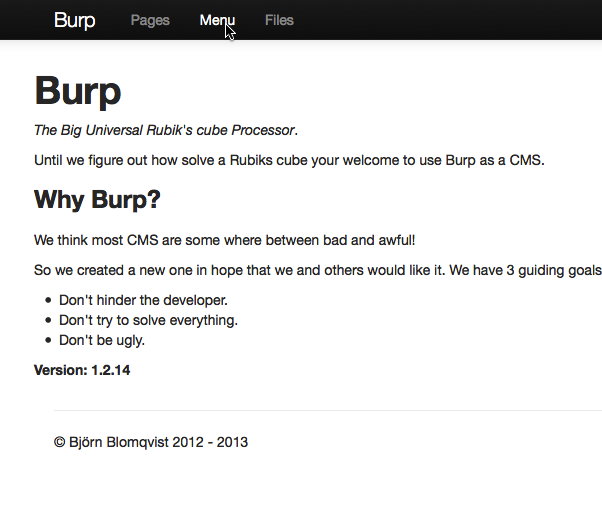 Burp Pages Menu Files
Burp
The Big Universal Rubik's cube Processor.
Until we figure out how solve a Rubiks cube your welcome to use Burp as a CMS.
Why Burp?
We think most CMS are some where between bad and awful!
So we created a new one in hope that we and others would like it. We have 3 guiding goals
Don't hinder the developer.
Don't try to solve everything.
Don't be ugly.
Version: 1.2.14
© Björn Blomqvist 2012 - 2013